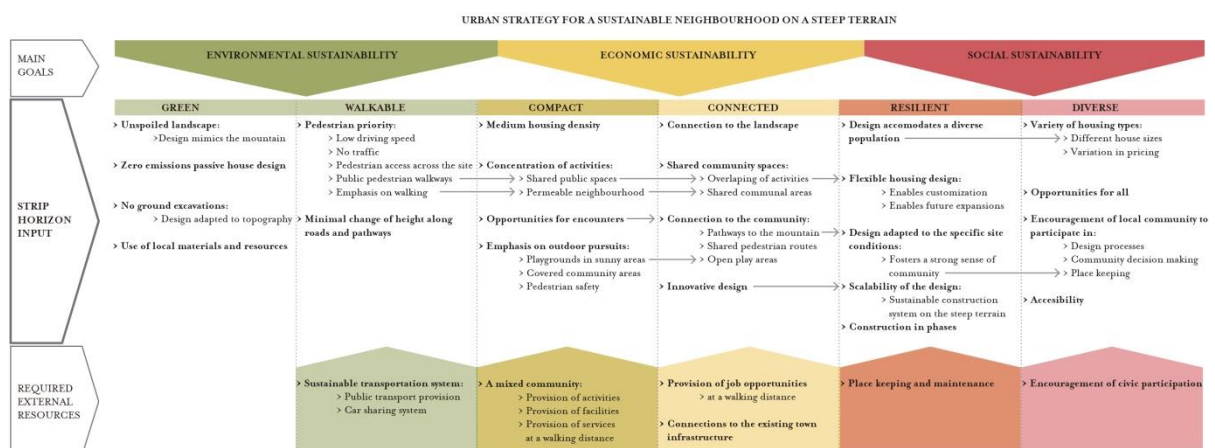 URBAN STRATEGY FOR A SUSTAINABLE NEIGHBOURHOOD ON A STEEP TERRAIN
MAIN
GOALS
ENVIRONMENTAL SUSTAINABILITY
ECONOMIC SUSTAINABILITY
SOCIAL SUSTAINABILITY
STRIP
HORIZON
INPUT
GREEN
› Unspoiled landscape:
>Design mimics the mountain
› Zero emissions passive house design
› No ground excavations:
> Design adapted to topography
› Use of local materials and resources
WALKABLE
› Pedestrian priority:
> Low driving speed
> No traffic
> Pedestrian access across the site
> Public pedestrian walkways
> Emphasis on walking
› Minimal change of height along
roads and pathways
COMPACT
› Medium housing density
› Concentration of activities:
> Shared public spaces
> Permeable neighbourhood
› Opportunities for encounters
› Emphasis on outdoor pursuits:
> Playgrounds in sunny areas
> Covered community areas
> Pedestrian safety
CONNECTED
› Connection to the landscape
› Shared community spaces:
> Overlaping of activities
> Shared communal areas
› Connection to the community:
> Pathways to the mountain
> Shared pedestrian routes
> Open play areas
› Innovative design
RESILIENT
› Design accomodates a diverse
population
› Flexible housing design:
> Enables customization
> Enables future expansions
› Design adapted to the specific site
conditions:
> Fosters a strong sense of
community
› Scalability of the design:
> Sustainable construction
system on the steep terrain
› Construction in phases
DIVERSE
› Variety of housing types:
> Different house sizes
> Variation in pricing
› Opportunities for all
› Encouragement of local community to
participate in:
> Design processes
> Community decision making
> Place keeping
› Accesibility
REQUIRED
EXTERNAL
RESOURCES
› Sustainable transportation system:
> Public transport provision
> Car sharing system
› A mixed community:
> Provision of activities
> Provision of facilities
> Provision of services
at a walking distance
› Provision of job opportunities
> at a walking distance
› Connections to the existing town
infrastructure
› Place keeping and maintenance
› Encouragement of civic participation